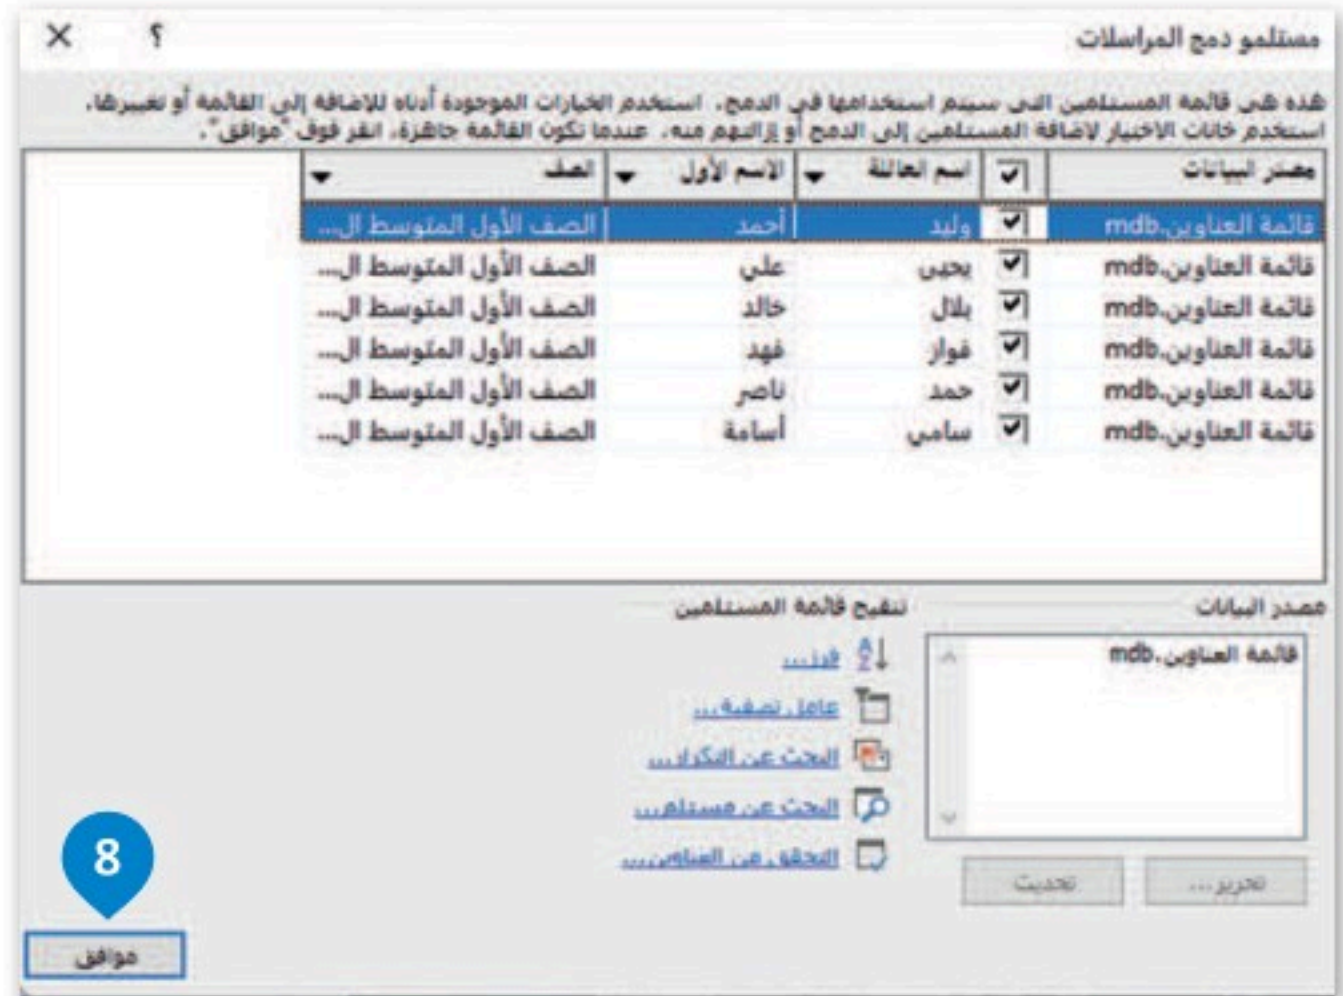 مستلمو دمج المراسلات ؟ ×
هذه هي قائمة المستلمين التي سيتم استخدامها في الدمج. استخدم الخيارات الموجودة أدناه للإضافة إلى القائمة أو تغييرها.
استخدم خانات الاختيار لإضافة المستلمين إلى الدمج أو إزالتهم منه. عندما تكون القائمة جاهزة، انقر فوق "موافق".
مصدر البيانات اسم العائلة الاسم الأول الصف
قائمة العناوين.mdb وليد أحمد الصف الأول المتوسط ال...
قائمة العناوين.mdb يحيى علي الصف الأول المتوسط ال...
قائمة العناوين.mdb بلال خالد الصف الأول المتوسط ال...
قائمة العناوين.mdb فواز فهد الصف الأول المتوسط ال...
قائمة العناوين.mdb حمد ناصر الصف الأول المتوسط ال...
قائمة العناوين.mdb سامي أسامة الصف الأول المتوسط ال...
مصدر البيانات
قائمة العناوين.mdb
تحرير... تحديث
تنقيح قائمة المستلمين
فرز...
عامل تصفية...
البحث عن التكرار...
البحث عن مستلم...
التحقق من العناوين...
8
موافق